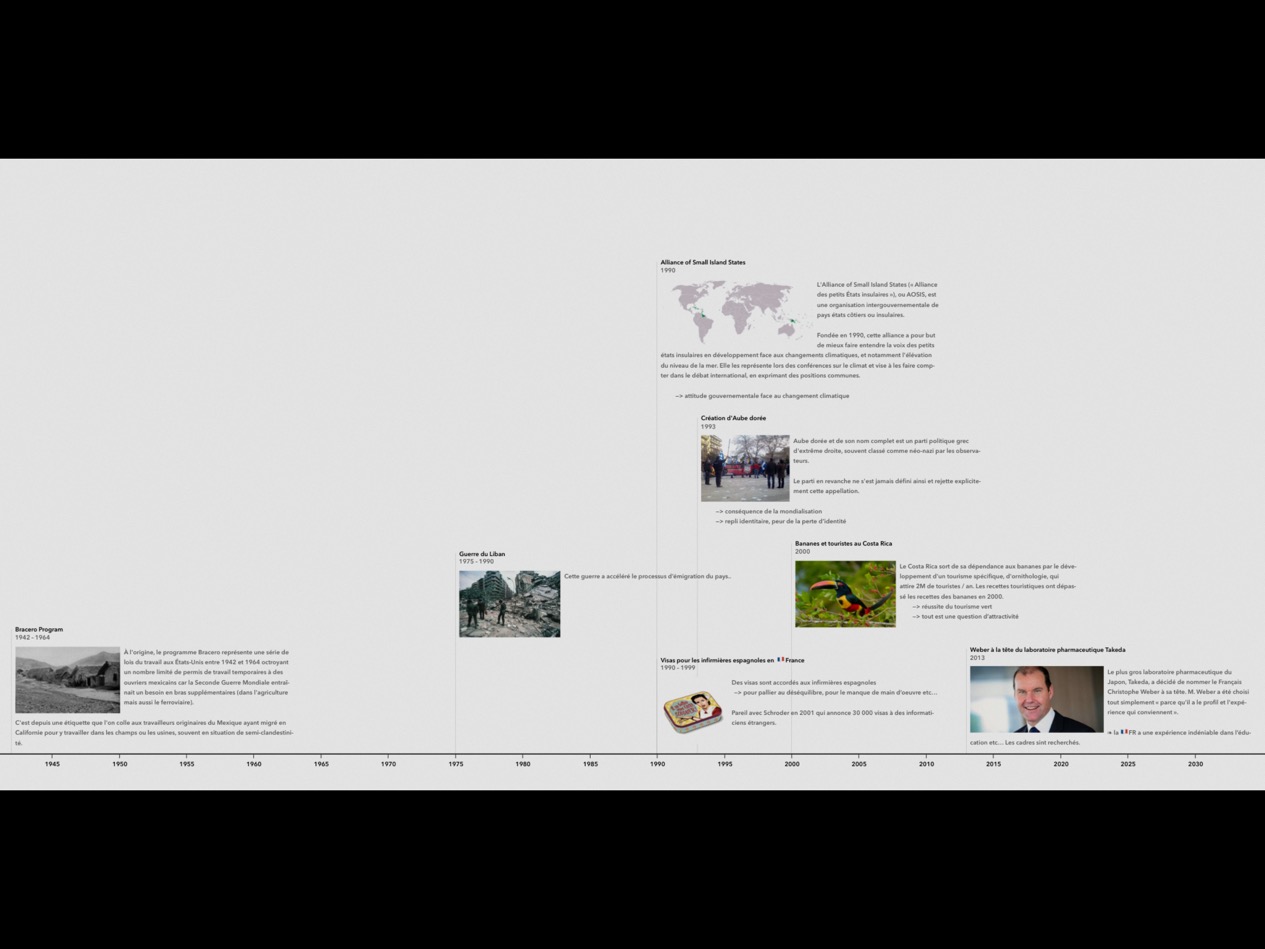 Alliance of Small Island States
1990
L'Alliance of Small Island States (« Alliance
des petits États insulaires »), ou AOSIS, est
une organisation intergouvernementale de
pays états côtiers ou insulaires.
Fondée en 1990, cette alliance a pour but
de mieux faire entendre la voix des petits
états insulaires en développement face aux changements climatiques, et notamment l'élévation
du niveau de la mer. Elle les représente lors des conférences sur le climat et vise à les faire comp-
ter dans le débat international, en exprimant des positions communes.
—> attitude gouvernementale face au changement climatique
Création d'Aube dorée
1993
Aube dorée et de son nom complet est un parti politique grec
d'extrême droite, souvent classé comme néo-nazi par les observa-
teurs.
Le parti en revanche ne s'est jamais défini ainsi et rejette explicite-
ment cette appellation.
—> conséquence de la mondialisation
—> repli identitaire, peur de la perte d'identité
Bananes et touristes au Costa Rica
2000
Le Costa Rica sort de sa dépendance aux bananes par le déve-
loppement d'un tourisme spécifique, d'ornithologie, qui
attire 2M de touristes / an. Les recettes touristiques ont dépas-
sé les recettes des bananes en 2000.
—> réussite du tourisme vert
—> tout est une question d'attractivité
Guerre du Liban
1975 - 1990
Cette guerre a accéléré le processus d'émigration du pays..
Bracero Program
1942 - 1964
À l'origine, le programme Bracero représente une série de
lois du travail aux États-Unis entre 1942 et 1964 octroyant
un nombre limité de permis de travail temporaires à des
ouvriers mexicains car la Seconde Guerre Mondiale entraî-
nait un besoin en bras supplémentaires (dans l'agriculture
mais aussi le ferroviaire).
C'est depuis une étiquette que l'on colle aux travailleurs originaires du Mexique ayant migré en
Californie pour y travailler dans les champs ou les usines, souvent en situation de semi-clandestini-
té.
Visas pour les infirmières espagnoles en 🇫🇷France
1990 - 1999
Des visas sont accordés aux infirmières espagnoles
—> pour pallier au déséquilibre, pour le manque de main d'oeuvre etc...
Pareil avec Schroder en 2001 qui annonce 30 000 visas à des informati-
ciens étrangers.
Weber à la tête du laboratoire pharmaceutique Takeda
2013
Le plus gros laboratoire pharmaceutique du
Japon, Takeda, a décidé de nommer le Français
Christophe Weber à sa tête. M. Weber a été choisi
tout simplement « parce qu'il a le profil et l'expé-
rience qui conviennent ».
→ la 🇫🇷FR a une expérience indéniable dans l'édu-
cation etc... Les cadres sint recherchés.
1945 1950 1955 1960 1965 1970 1975 1980 1985 1990 1995 2000 2005 2010 2015 2020 2025 2030